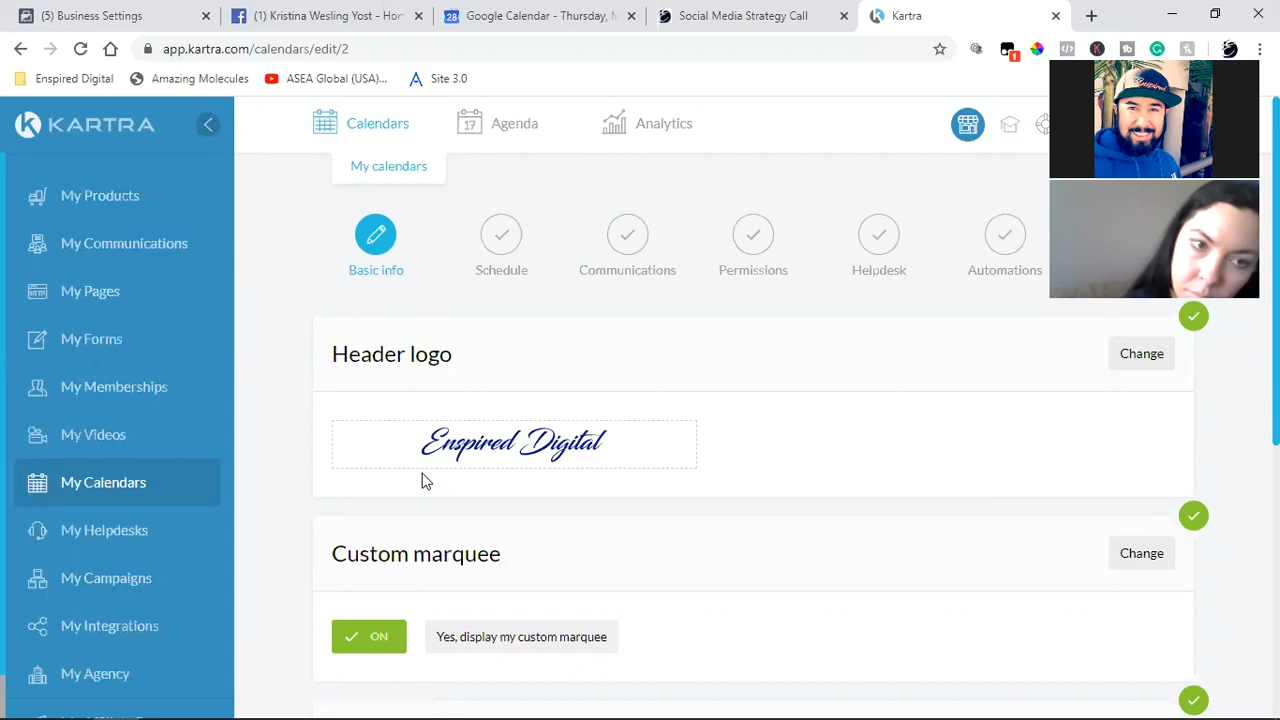 (5) Business Settings
(1) Kristina Wesling Yost - Hor
Google Calendar - Thursday, M
Social Media Strategy Call
Kartra
app.kartra.com/calendars/edit/2
1
Enspired Digital
Amazing Molecules
ASEA Global (USA)...
Site 3.0
KARTRA
Calendars
17
Agenda
Analytics
My calendars
My Products
My Communications
My Pages
My Forms
My Memberships
My Videos
My Calendars
My Helpdesks
My Campaigns
My Integrations
My Agency
Basic info
Schedule
Communications
Permissions
Helpdesk
Automations
Header logo
Change
Enspired Digital
Custom marquee
Change
ON
Yes, display my custom marquee